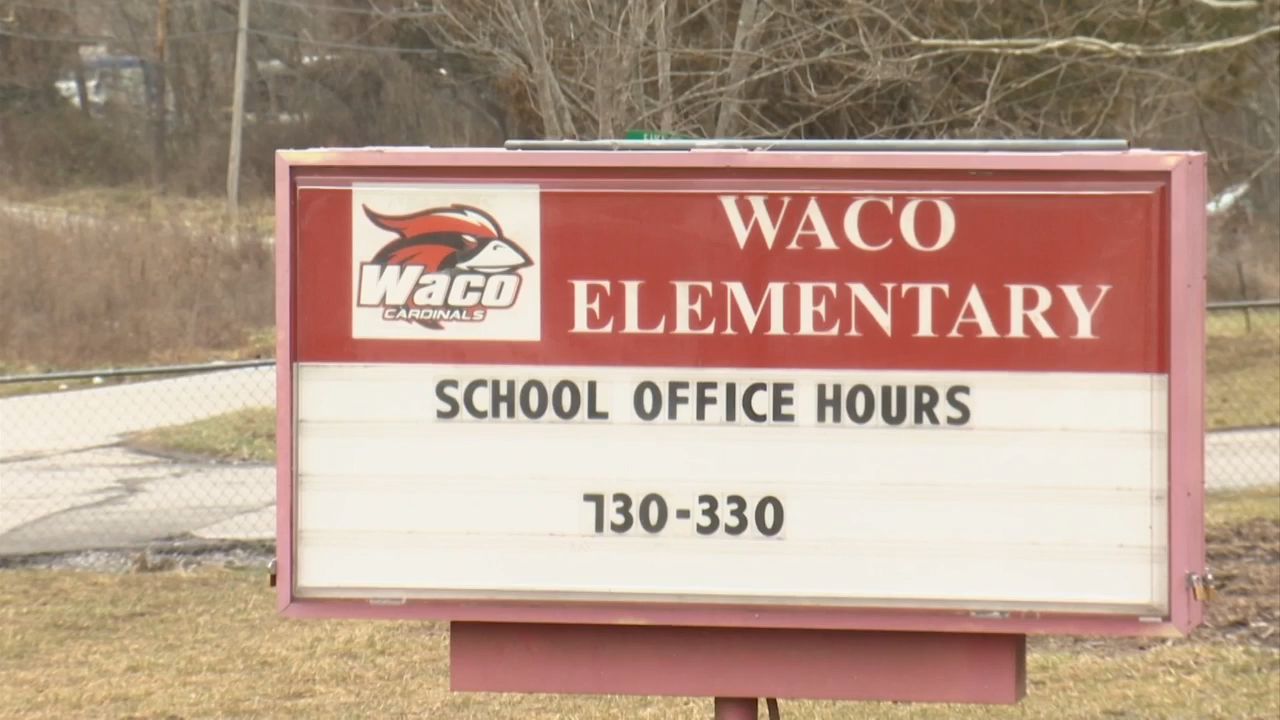 Waco
CARDINALS
WACO
ELEMENTARY
SCHOOL OFFICE HOURS
730-330